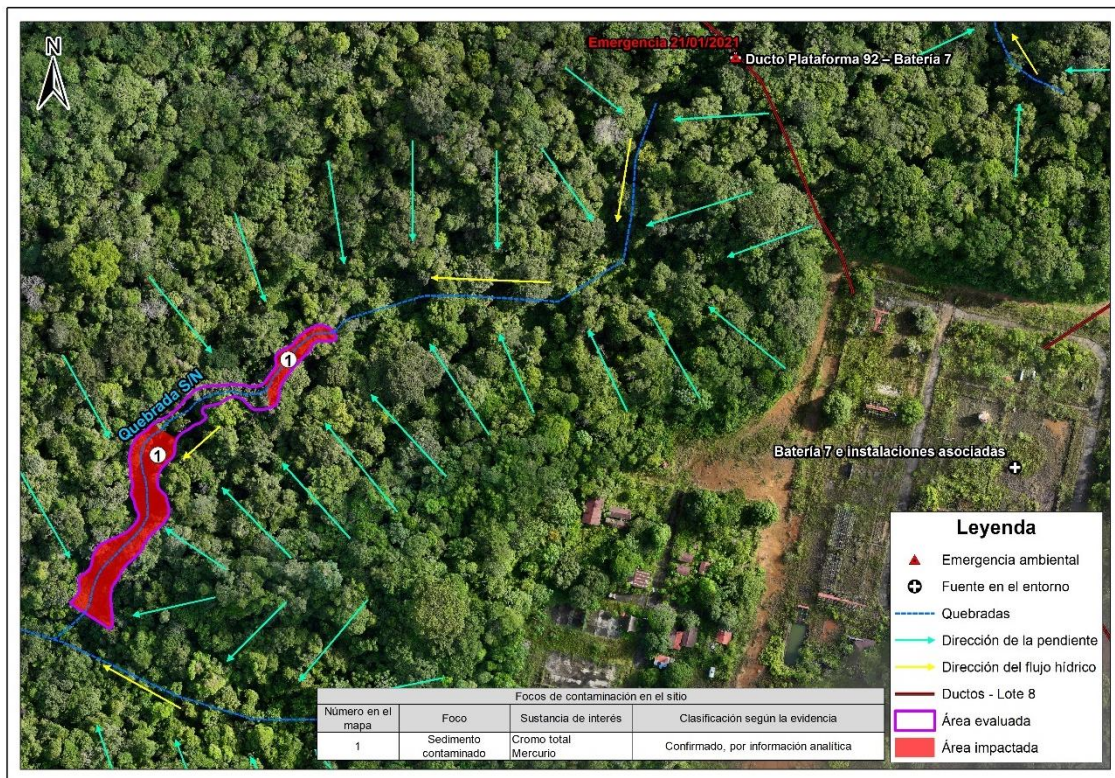 N
Emergencia 21/01/2021
Ducto Plataforma 92 – Batería 7
1
Quebrada S/N
1
Batería 7 e instalaciones asociadas
Leyenda
Emergencia ambiental
Fuente en el entorno
Quebradas
Dirección de la pendiente
Dirección del flujo hídrico
Ductos - Lote 8
Área evaluada
Área impactada
Focos de contaminación en el sitio
Número en el mapa Foco Sustancia de interés Clasificación según la evidencia
1 Sedimento contaminado Cromo total Mercurio Confirmado, por información analítica